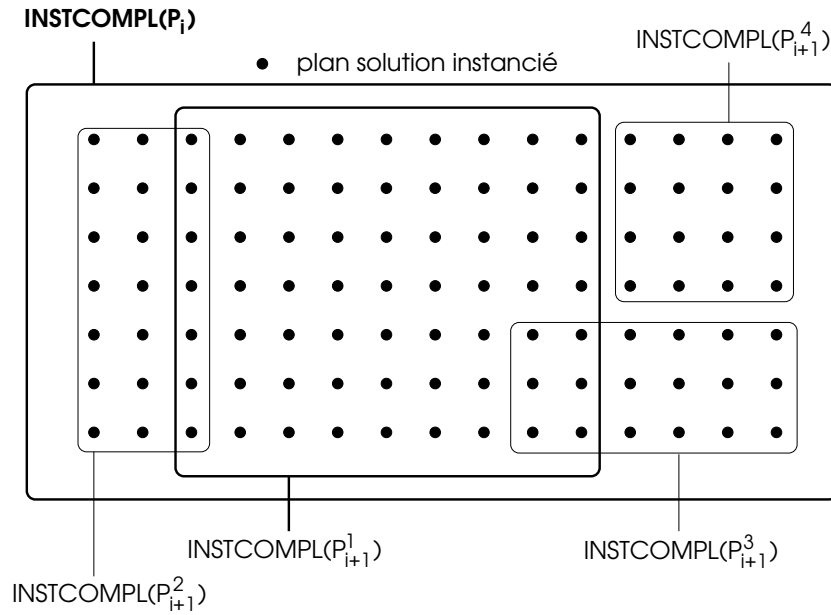 INSTCOMPL(P_i)
INSTCOMPL(P_{i+1}^4)
plan solution instancié
INSTCOMPL(P_{i+1}^1)
INSTCOMPL(P_{i+1}^3)
INSTCOMPL(P_{i+1}^2)